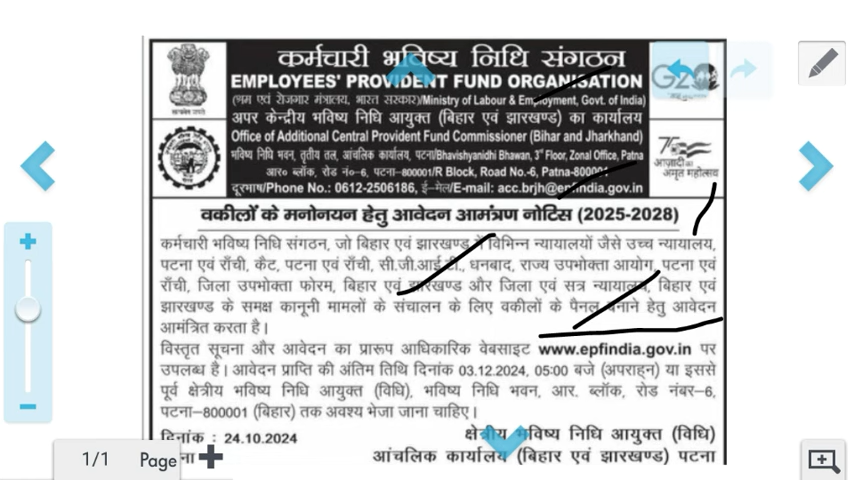 कर्मचारी भविष्य निधि संगठन
EMPLOYEES' PROVIDENT FUND ORGANISATION
(श्रम एवं रोजगार मंत्रालय, भारत सरकार)/Ministry of Labour & Employment, Govt. of India)
अपर केन्द्रीय भविष्य निधि आयुक्त (बिहार एवं झारखण्ड) का कार्यालय
Office of Additional Central Provident Fund Commissioner (Bihar and Jharkhand)
भविष्य निधि भवन, तृतीय तल, आंचलिक कार्यालय, पटना/Bhavishyanidhi Bhawan, 3rd Floor, Zonal Office, Patna
आर० ब्लॉक, रोड नं०-6, पटना-800001/R Block, Road No.-6, Patna-800001
दूरभाष/Phone No.: 0612-2506186, ई-मेल/E-mail: acc.brjh@epfindia.gov.in
G20
आज़ादी का
अमृत महोत्सव
वकीलों के मनोनयन हेतु आवेदन आमंत्रण नोटिस (2025-2028)
कर्मचारी भविष्य निधि संगठन, जो बिहार एवं झारखण्ड में विभिन्न न्यायालयों जैसे उच्च न्यायालय,
पटना एवं राँची, कैट, पटना एवं राँची, सी.जी.आई.टी., धनबाद, राज्य उपभोक्ता आयोग, पटना एवं
राँची, जिला उपभोक्ता फोरम, बिहार एवं झारखण्ड और जिला एवं सत्र न्यायालय, बिहार एवं
झारखण्ड के समक्ष कानूनी मामलों के संचालन के लिए वकीलों के पैनल बनाने हेतु आवेदन
आमंत्रित करता है।
विस्तृत सूचना और आवेदन का प्रारूप आधिकारिक वेबसाइट www.epfindia.gov.in पर
उपलब्ध है। आवेदन प्राप्ति की अंतिम तिथि दिनांक 03.12.2024, 05:00 बजे (अपराहन) या इससे
पूर्व क्षेत्रीय भविष्य निधि आयुक्त (विधि), भविष्य निधि भवन, आर. ब्लॉक, रोड नंबर-6,
पटना-800001 (बिहार) तक अवश्य भेजा जाना चाहिए।
दिनांक : 24.10.2024 क्षेत्रीय भविष्य निधि आयुक्त (विधि)
आंचलिक कार्यालय (बिहार एवं झारखण्ड) पटना
1/1 Page